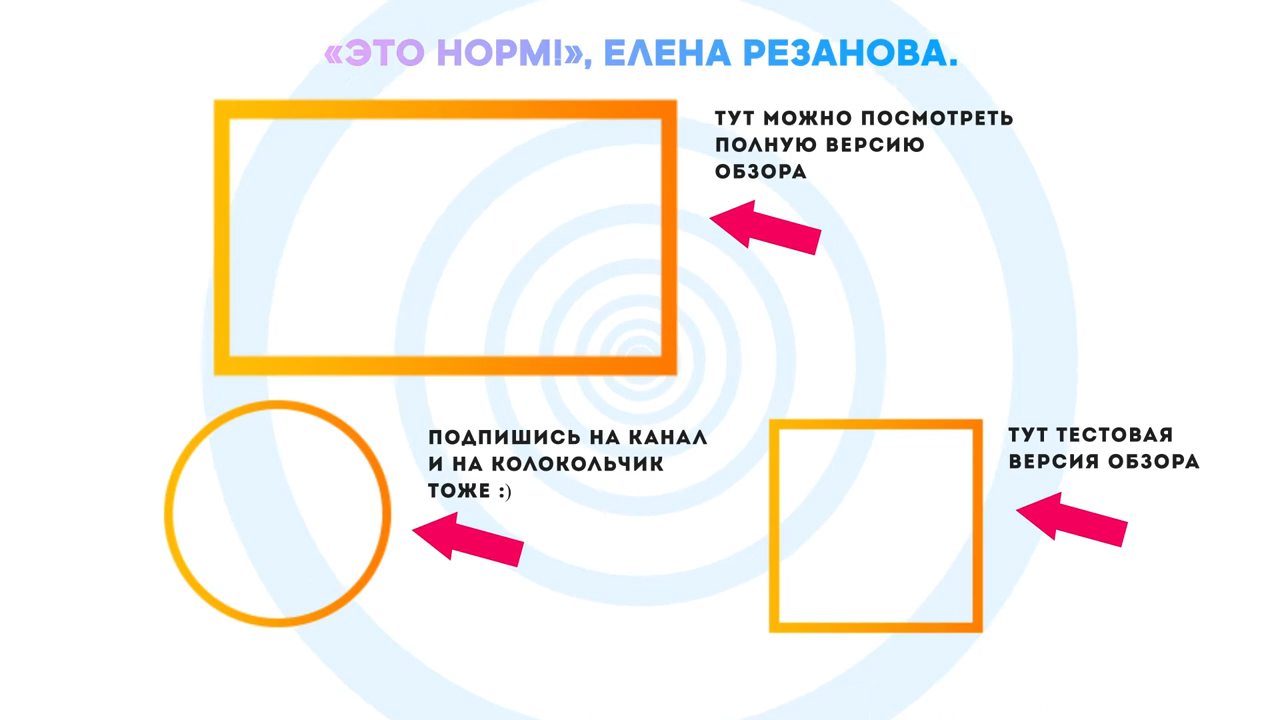 «ЭТО НОРМ!», ЕЛЕНА РЕЗАНОВА.
ТУТ МОЖНО ПОСМОТРЕТЬ
ПОЛНУЮ ВЕРСИЮ
ОБЗОРА
ПОДПИШИСЬ НА КАНАЛ
И НА КОЛОКОЛЬЧИК
ТОЖЕ :)
ТУТ ТЕСТОВАЯ
ВЕРСИЯ ОБЗОРА